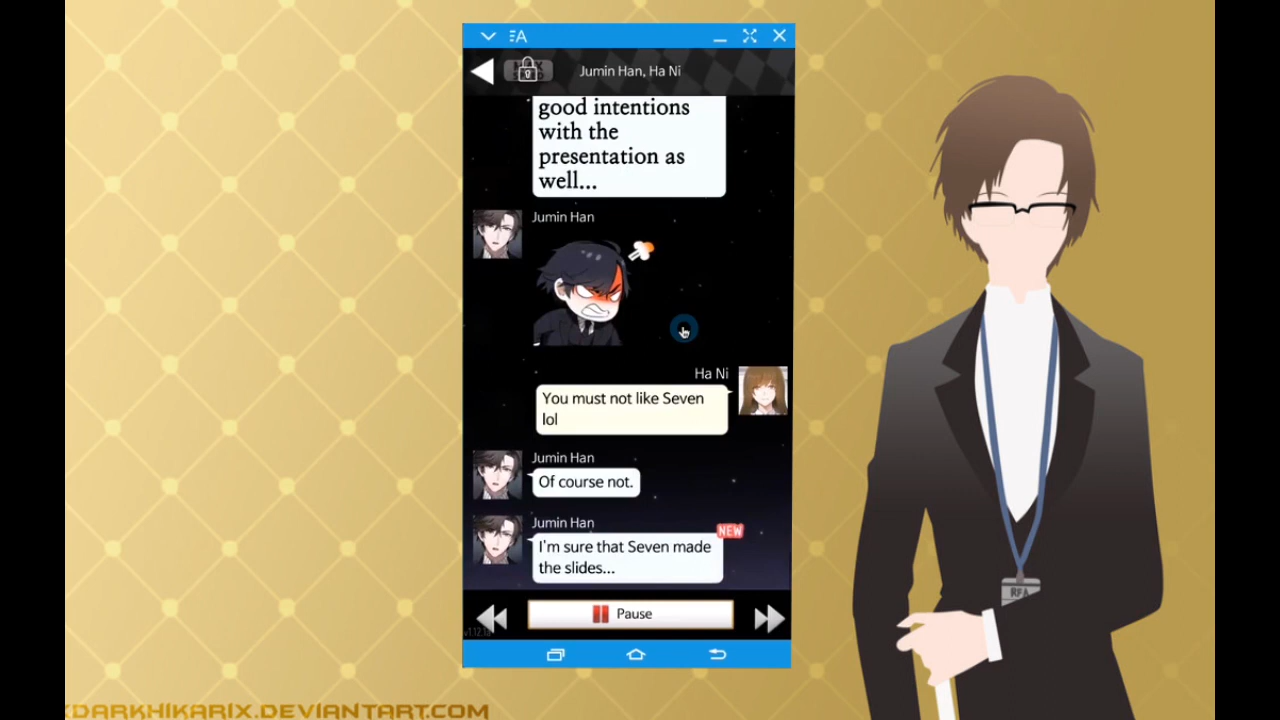 Jumin Han, Ha Ni
good intentions
with the
presentation as
well...
Jumin Han
Ha Ni
You must not like Seven
lol
Jumin Han
Of course not.
Jumin Han
NEW
I'm sure that Seven made
the slides...
Pause
RFA
XDARKHIKARIX.DEVIANTART.COM